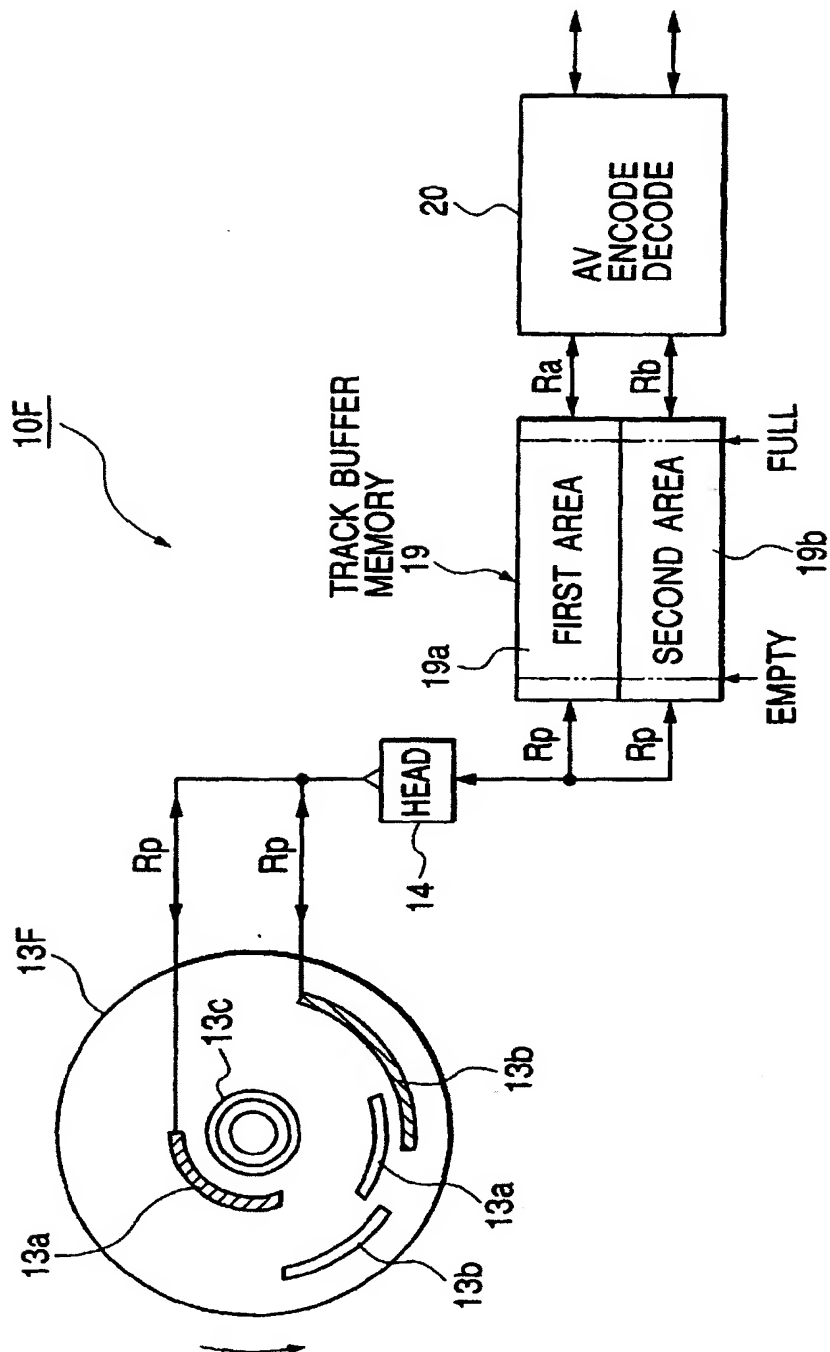 10F
13F
13c
13a
13b
13a
13b
Rp
Rp
HEAD
14
Rp
Rp
TRACK BUFFER
MEMORY
19
19a
FIRST AREA
SECOND AREA
19b
EMPTY
FULL
Ra
Rb
20
AV
ENCODE
DECODE